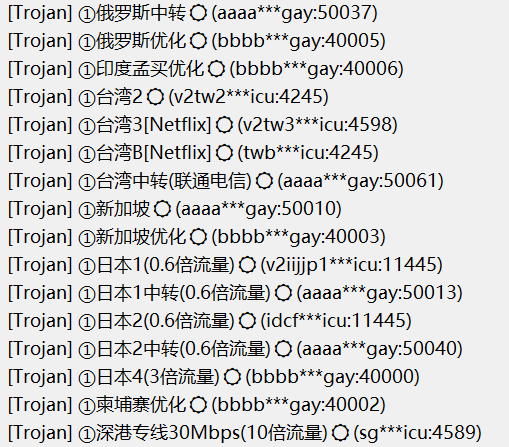 [Trojan] ①俄罗斯中转 (aaaa***gay:50037)
[Trojan] ①俄罗斯优化 (bbbb***gay:40005)
[Trojan] ①印度孟买优化 (bbbb***gay:40006)
[Trojan] ①台湾2 (v2tw2***icu:4245)
[Trojan] ①台湾3[Netflix] (v2tw3***icu:4598)
[Trojan] ①台湾B[Netflix] (twb***icu:4245)
[Trojan] ①台湾中转(联通电信) (aaaa***gay:50061)
[Trojan] ①新加坡 (aaaa***gay:50010)
[Trojan] ①新加坡优化 (bbbb***gay:40003)
[Trojan] ①日本1(0.6倍流量) (v2iijjp1***icu:11445)
[Trojan] ①日本1中转(0.6倍流量) (aaaa***gay:50013)
[Trojan] ①日本2(0.6倍流量) (idcf***icu:11445)
[Trojan] ①日本2中转(0.6倍流量) (aaaa***gay:50040)
[Trojan] ①日本4(3倍流量) (bbbb***gay:40000)
[Trojan] ①柬埔寨优化 (bbbb***gay:40002)
[Trojan] ①深港专线30Mbps(10倍流量) (sg***icu:4589)